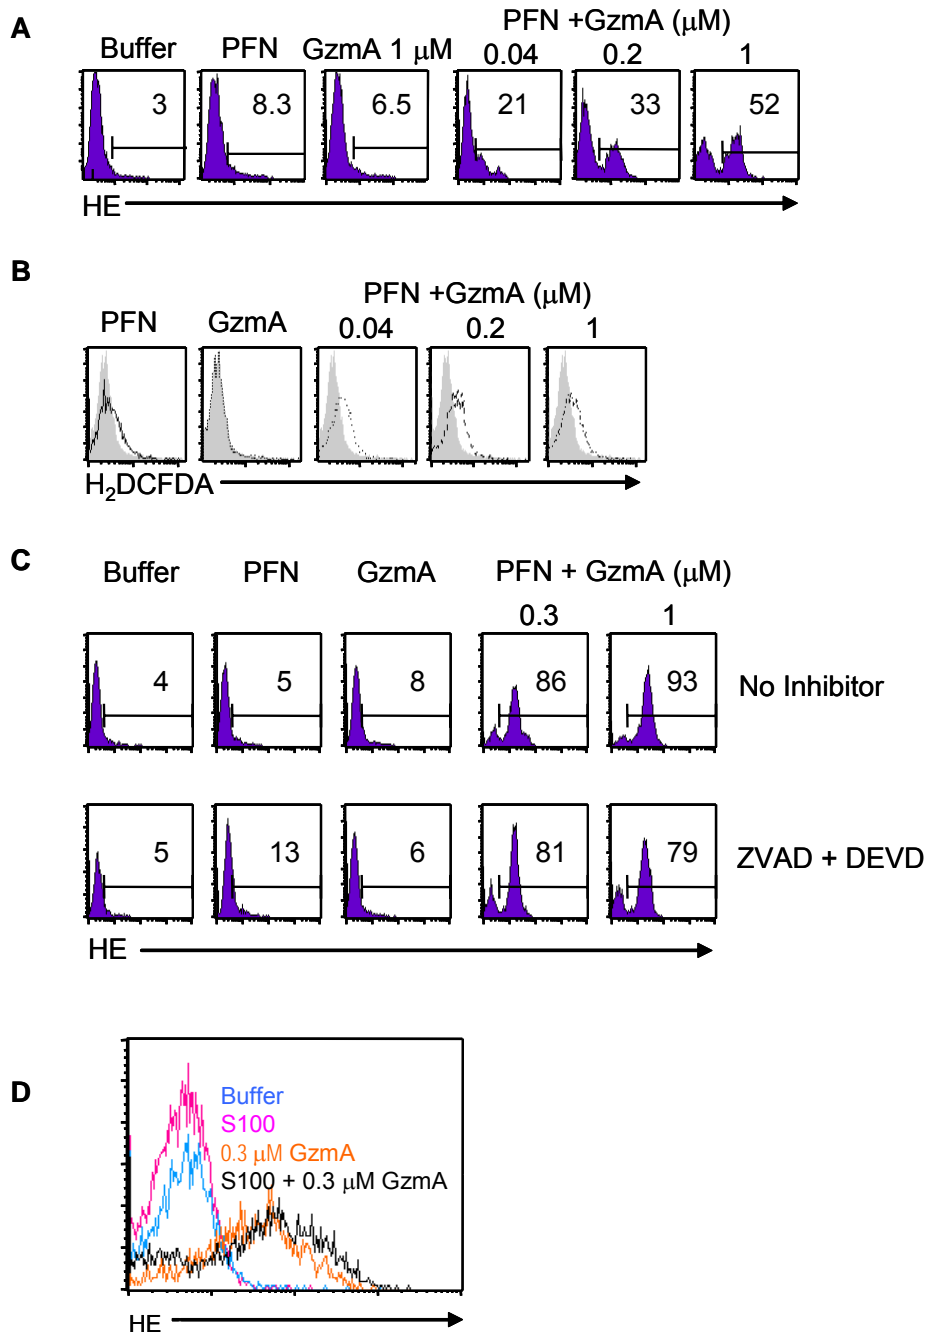 A
PFN +GzmA (μM)
Buffer PFN GzmA 1 μM 0.04 0.2 1
3 8.3 6.5 21 33 52
HE
B
PFN +GzmA (μM)
PFN GzmA 0.04 0.2 1
H₂DCFDA
C
Buffer PFN GzmA PFN + GzmA (μM)
0.3 1
4 5 8 86 93 No Inhibitor
5 13 6 81 79 ZVAD + DEVD
HE
D
Buffer
S100
0.3 μM GzmA
S100 + 0.3 μM GzmA
HE